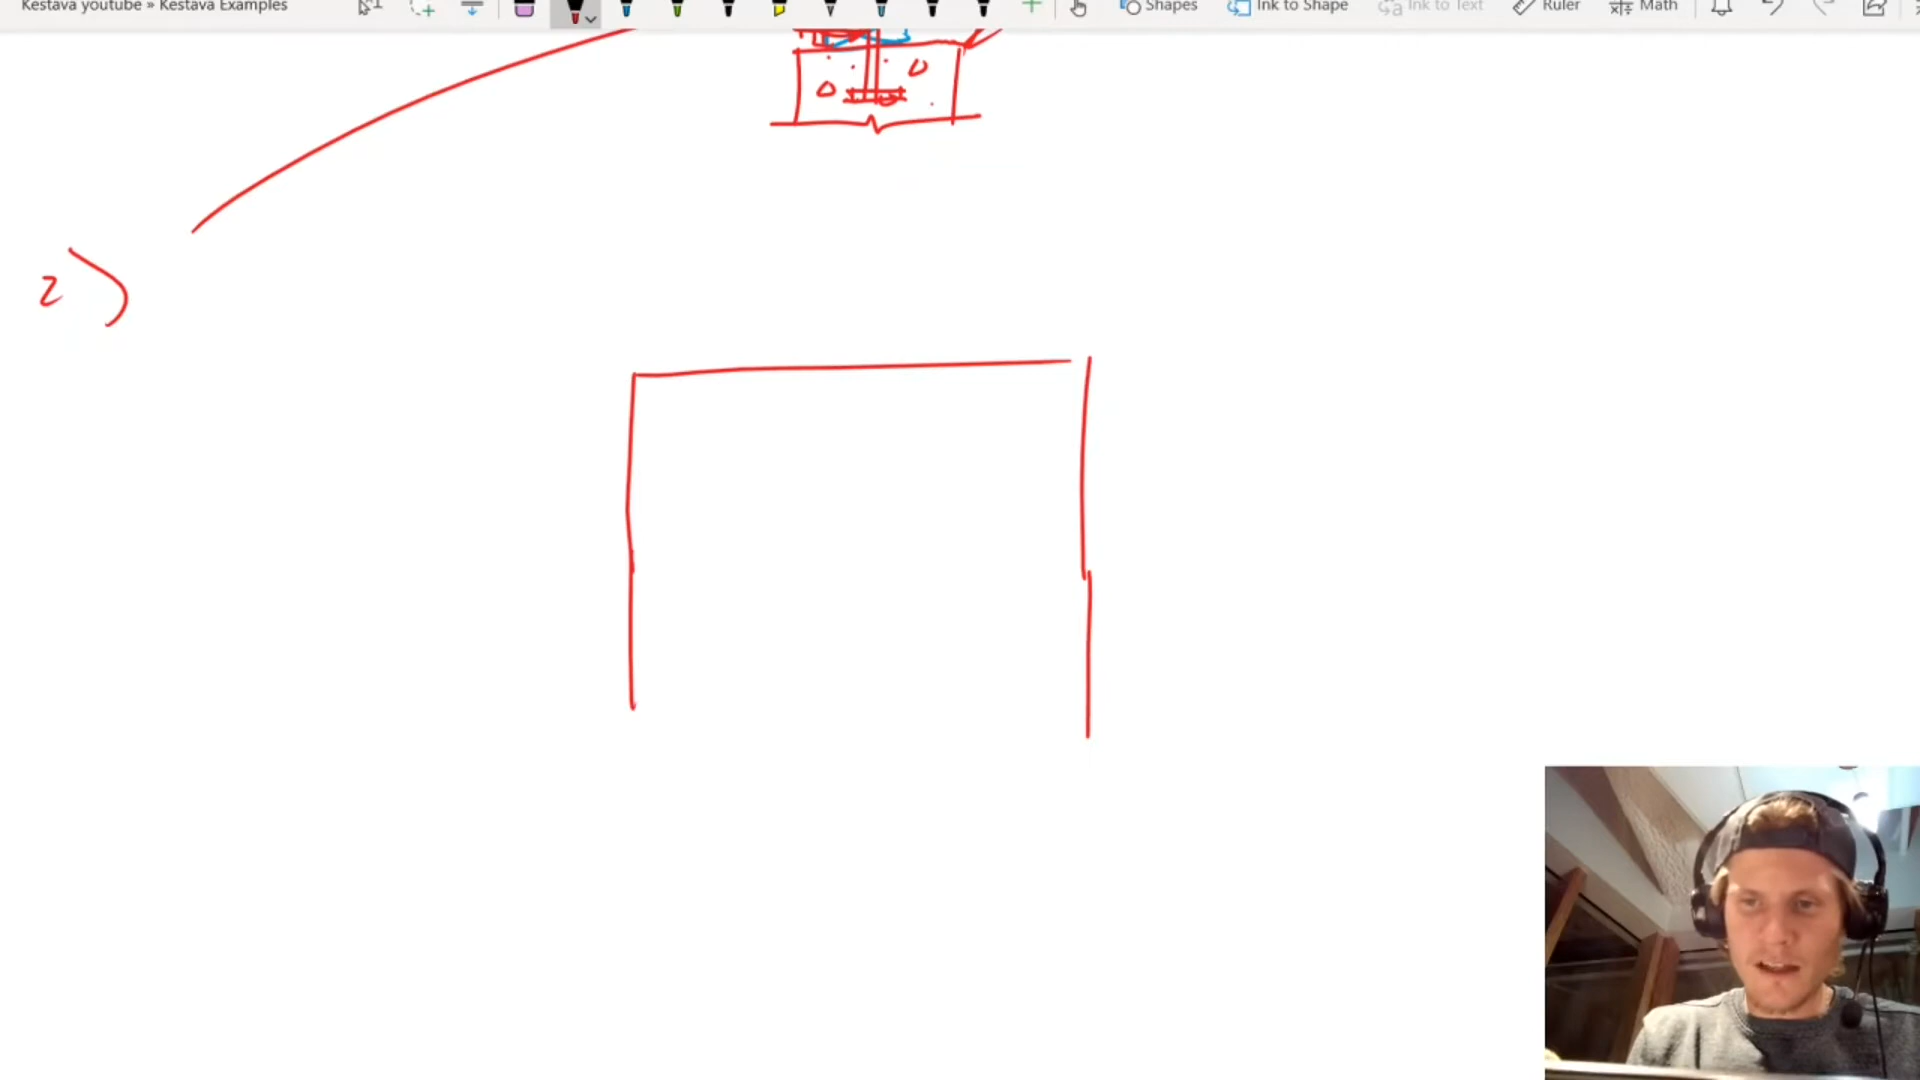 Kestava youtube » Kestava Examples
Shapes
Ink to Shape
Ink to Text
Ruler
Math
2)